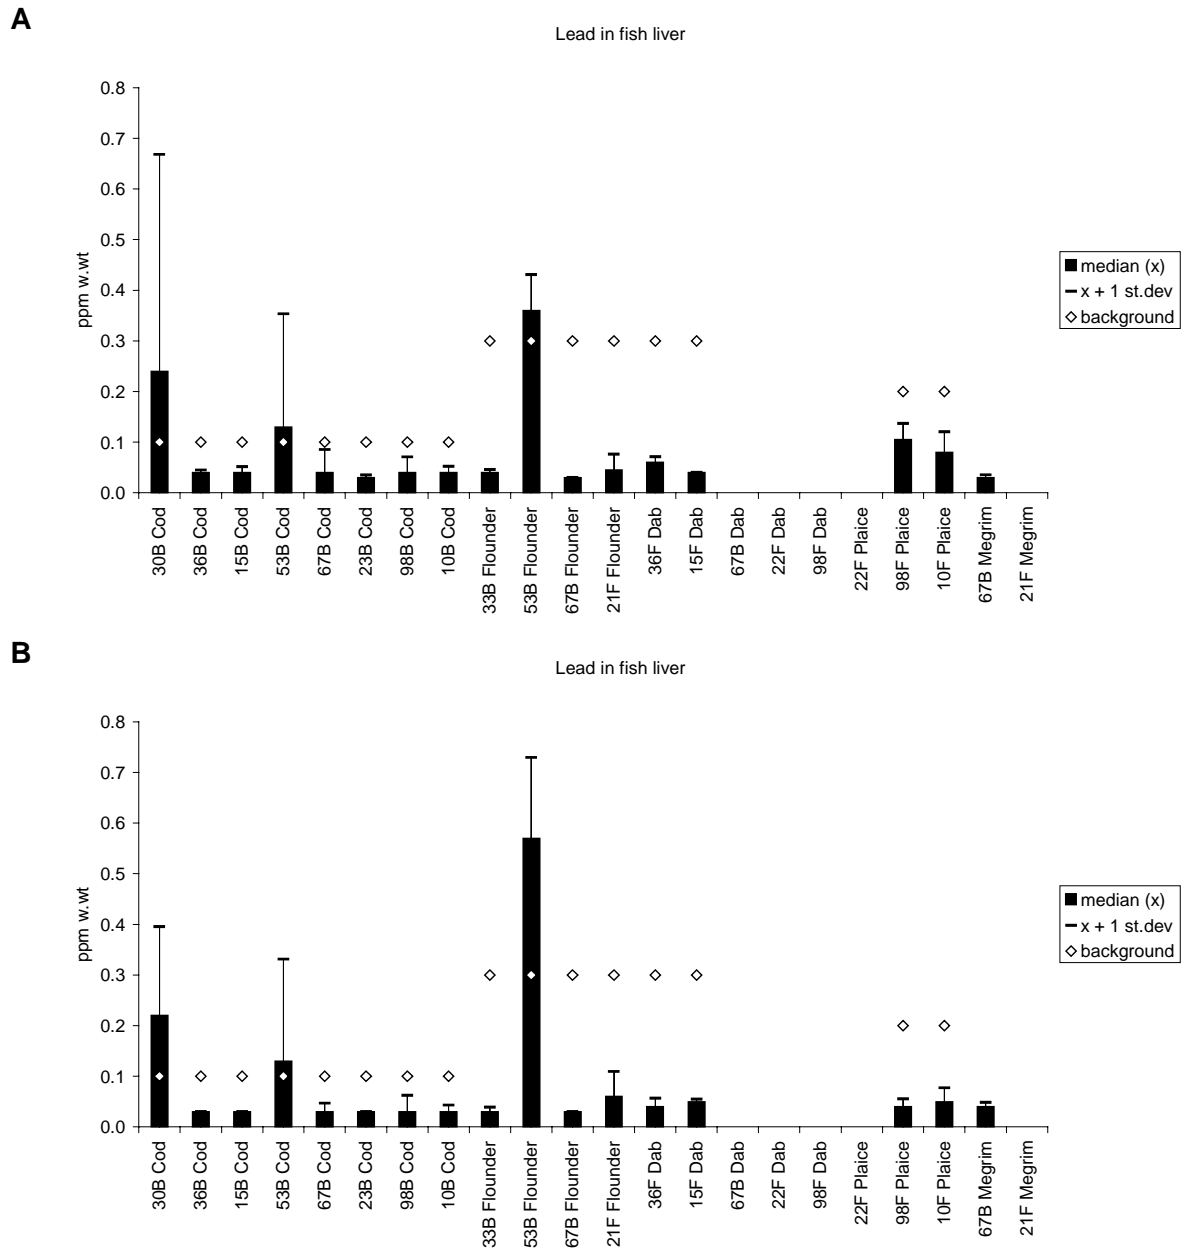 A
Lead in fish liver
0.8
0.7
0.6
0.5
0.4
0.3
0.2
0.1
0.0
ppm w.wt
30B Cod
36B Cod
15B Cod
53B Cod
67B Cod
23B Cod
98B Cod
10B Cod
33B Flounder
53B Flounder
67B Flounder
21F Flounder
36F Dab
15F Dab
67B Dab
22F Dab
98F Dab
22F Plaice
98F Plaice
10F Plaice
67B Megrim
21F Megrim
median (x)
x + 1 st.dev
background
B
Lead in fish liver
0.8
0.7
0.6
0.5
0.4
0.3
0.2
0.1
0.0
ppm w.wt
30B Cod
36B Cod
15B Cod
53B Cod
67B Cod
23B Cod
98B Cod
10B Cod
33B Flounder
53B Flounder
67B Flounder
21F Flounder
36F Dab
15F Dab
67B Dab
22F Dab
98F Dab
22F Plaice
98F Plaice
10F Plaice
67B Megrim
21F Megrim
median (x)
x + 1 st.dev
background